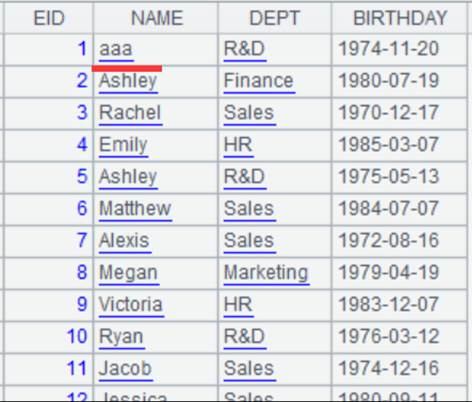 EID NAME DEPT BIRTHDAY
1 aaa R&D 1974-11-20
2 Ashley Finance 1980-07-19
3 Rachel Sales 1970-12-17
4 Emily HR 1985-03-07
5 Ashley R&D 1975-05-13
6 Matthew Sales 1984-07-07
7 Alexis Sales 1972-08-16
8 Megan Marketing 1979-04-19
9 Victoria HR 1983-12-07
10 Ryan R&D 1976-03-12
11 Jacob Sales 1974-12-16
12 Jessica Sales 1980-09-11